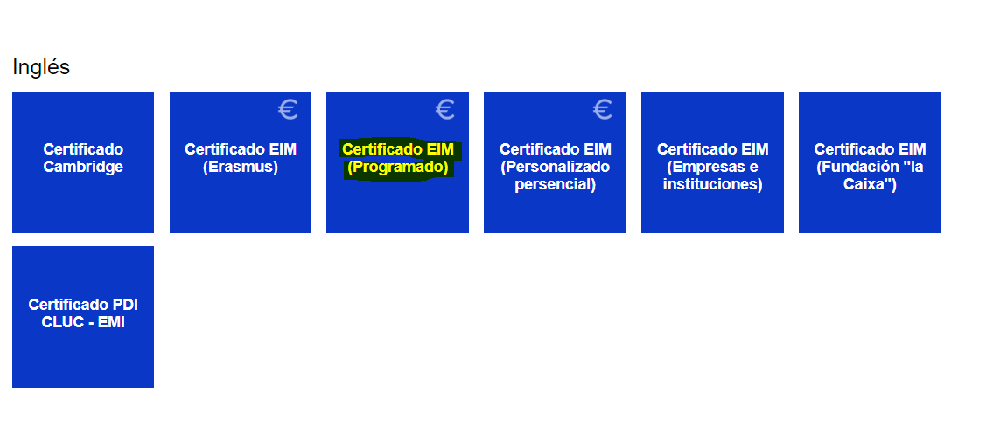 Inglés
Certificado
Cambridge
€
Certificado EIM
(Erasmus)
€
Certificado EIM
(Programado)
€
Certificado EIM
(Personalizado
persencial)
Certificado EIM
(Empresas e
instituciones)
Certificado EIM
(Fundación "la
Caixa")
Certificado PDI
CLUC - EMI